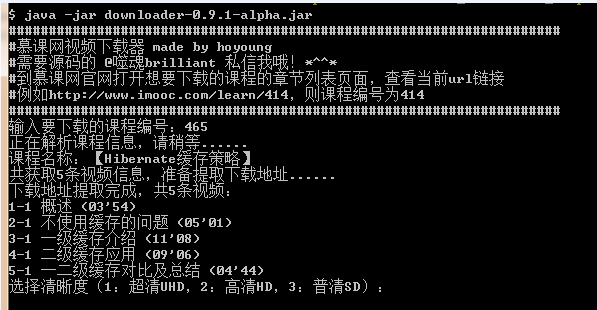 $ java -jar downloader-0.9.1-alpha.jar
################################################################
#慕课网视频下载器 made by hoyoung
#需要源码的 @噬魂brilliant 私信我哦! *^^*
#到慕课网官网打开想要下载的课程的章节列表页面，查看当前url链接
#例如http://www.imooc.com/learn/414, 则课程编号为414
################################################################
输入要下载的课程编号：465
正在解析课程信息，请稍等......
课程名称：【Hibernate缓存策略】
共获取5条视频信息，准备提取下载地址......
下载地址提取完成，共5条视频：
1-1 概述 (03'54)
2-1 不使用缓存的问题 (05'01)
3-1 一级缓存介绍 (11'08)
4-1 二级缓存应用 (09'06)
5-1 一二级缓存对比及总结 (04'44)
选择清晰度（1：超清UHD, 2：高清HD, 3：普清SD）：